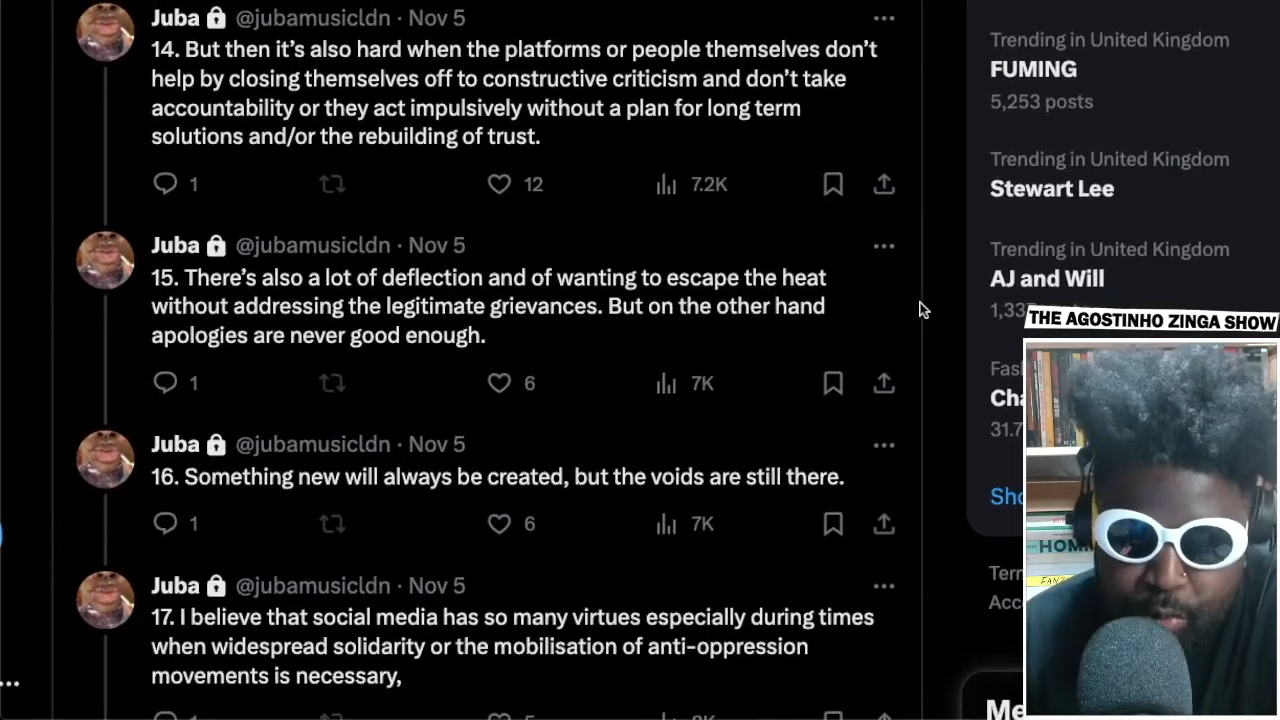 Juba @jubamusicldn · Nov 5
14. But then it's also hard when the platforms or people themselves don't
help by closing themselves off to constructive criticism and don't take
accountability or they act impulsively without a plan for long term
solutions and/or the rebuilding of trust.
1 12 7.2K
Juba @jubamusicldn · Nov 5
15. There's also a lot of deflection and of wanting to escape the heat
without addressing the legitimate grievances. But on the other hand
apologies are never good enough.
1 6 7K
Juba @jubamusicldn · Nov 5
16. Something new will always be created, but the voids are still there.
1 6 7K
Juba @jubamusicldn · Nov 5
17. I believe that social media has so many virtues especially during times
when widespread solidarity or the mobilisation of anti-oppression
movements is necessary,
Trending in United Kingdom
FUMING
5,253 posts
Trending in United Kingdom
Stewart Lee
Trending in United Kingdom
AJ and Will
THE AGOSTINHO ZINGA SHOW